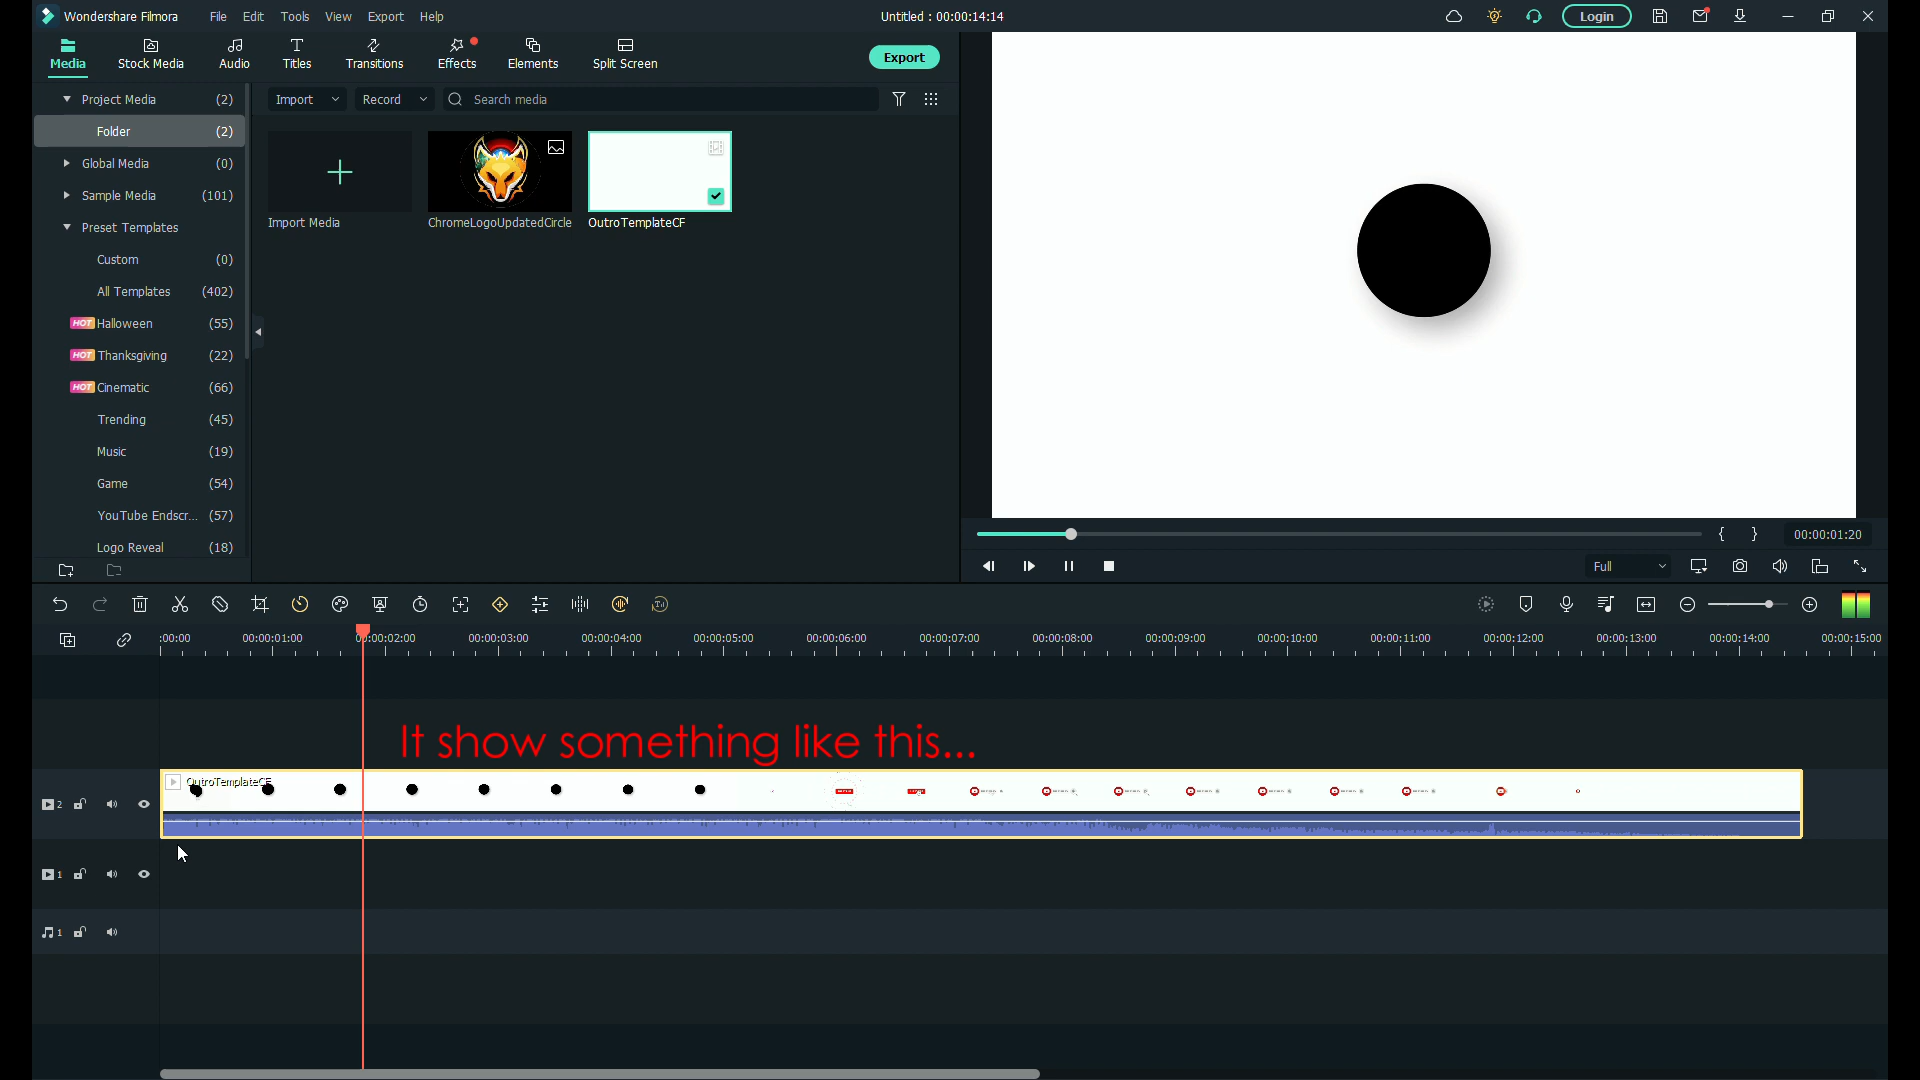 Wondershare Filmora File Edit Tools View Export Help Untitled : 00:00:14:14 Login
Media Stock Media Audio Titles Transitions Effects Elements Split Screen Export
Project Media (2)
Folder (2)
Global Media (0)
Sample Media (101)
Preset Templates
Custom (0)
All Templates (402)
HOT Halloween (55)
HOT Thanksgiving (22)
HOT Cinematic (66)
Trending (45)
Music (19)
Game (54)
YouTube Endscr... (57)
Logo Reveal (18)
Import Record Search media
Import Media ChromeLogoUpdatedCircle OutroTemplateCF
{ } 00:00:01:20
Full
:00:00 00:00:01:00 00:00:02:00 00:00:03:00 00:00:04:00 00:00:05:00 00:00:06:00 00:00:07:00 00:00:08:00 00:00:09:00 00:00:10:00 00:00:11:00 00:00:12:00 00:00:13:00 00:00:14:00 00:00:15:00
It show something like this...
OutroTemplateCF
2
1
1